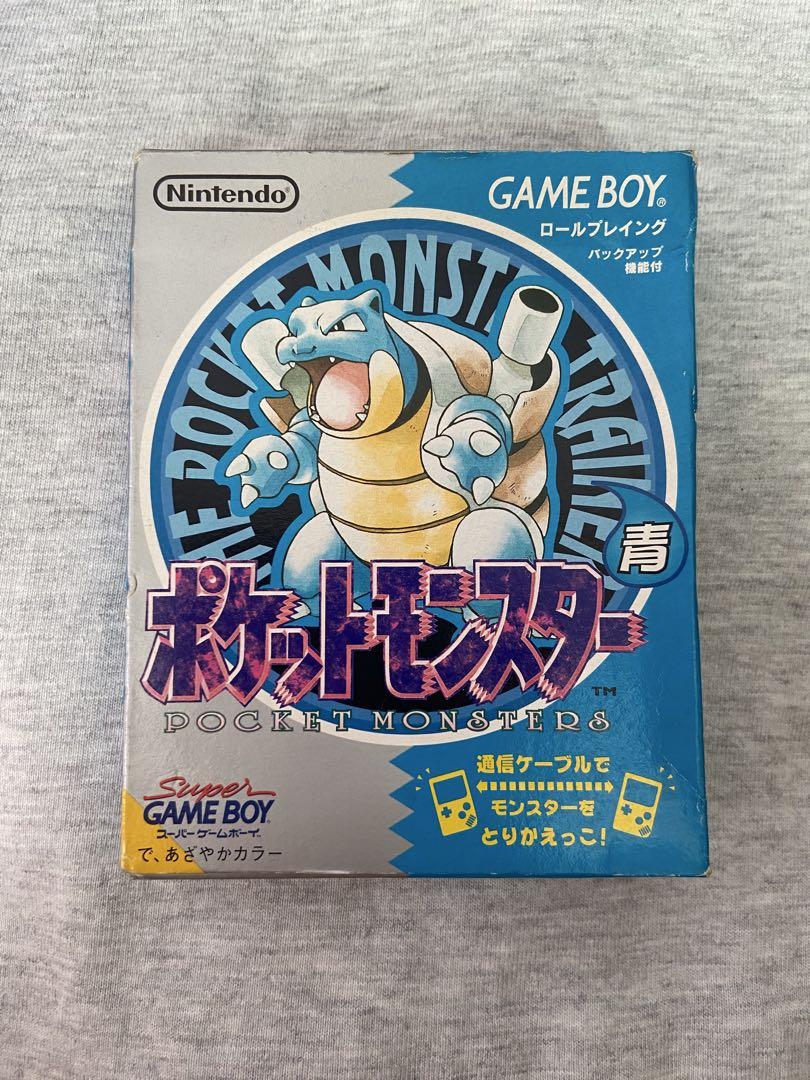 Nintendo®
GAME BOY®
ロールプレイング
バックアップ
機能付
THE POCKET MONSTER TRAINER
青
ポケットモンスター
TM
POCKET MONSTERS
通信ケーブルで
モンスターを
とりかえっこ!
Super
GAME BOY
スーパーゲームボーイ
で、あざやかカラー